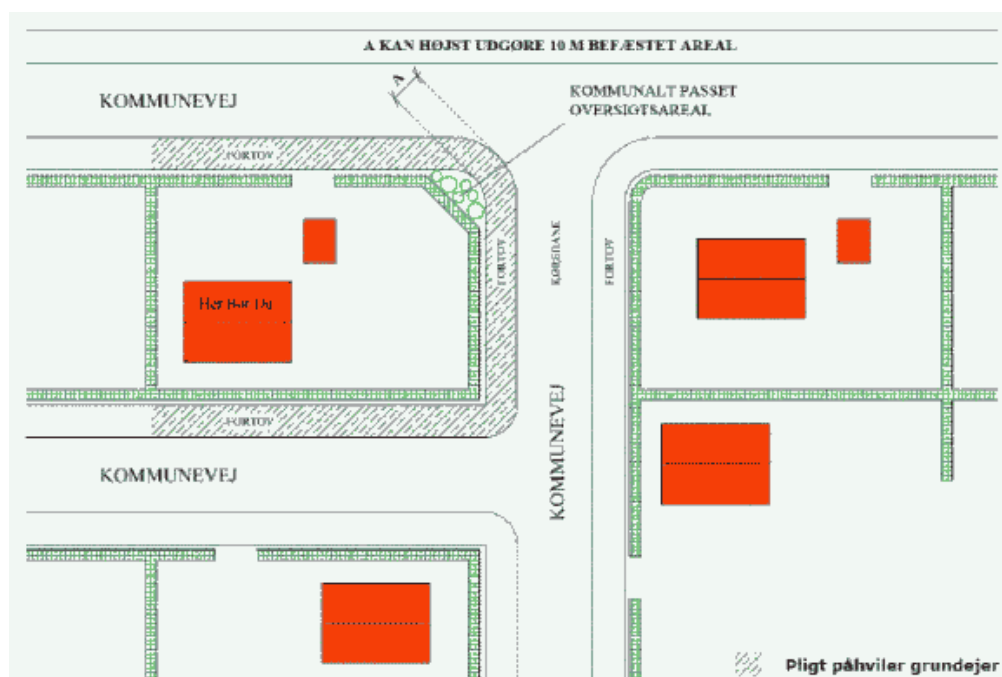 A KAN HØJST UDGØRE 10 M BEFÆSTET AREAL
A
KOMMUNEVEJ
KOMMUNALT PASSET
OVERSIGTSAREAL
FORTOV
FORTOV
KØREBANE
FORTOV
Her Bor Du
FORTOV
KOMMUNEVEJ
KOMMUNEVEJ
Pligt påhviler grundejer